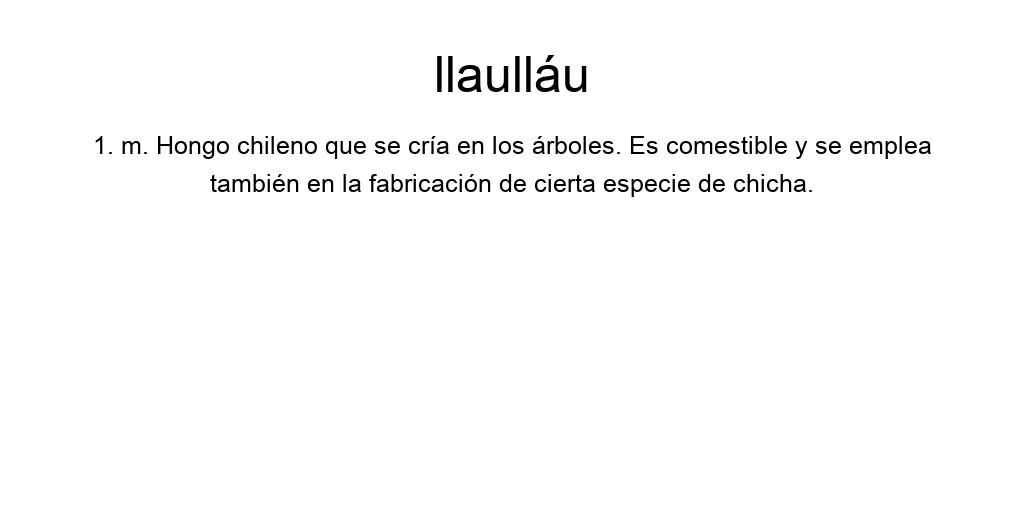 llaulláu
1. m. Hongo chileno que se cría en los árboles. Es comestible y se emplea
también en la fabricación de cierta especie de chicha.